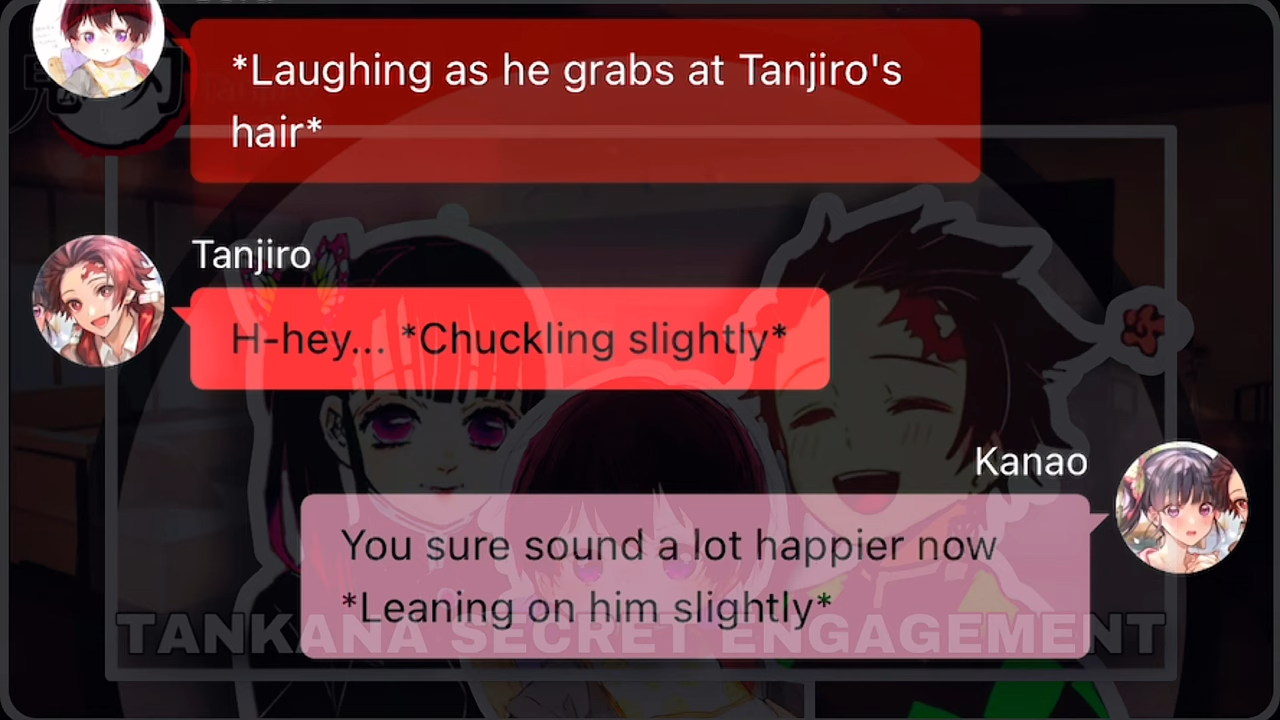 *Laughing as he grabs at Tanjiro's
hair*
Tanjiro
H-hey... *Chuckling slightly*
Kanao
You sure sound a lot happier now
*Leaning on him slightly*
TANKANA SECRET ENGAGEMENT